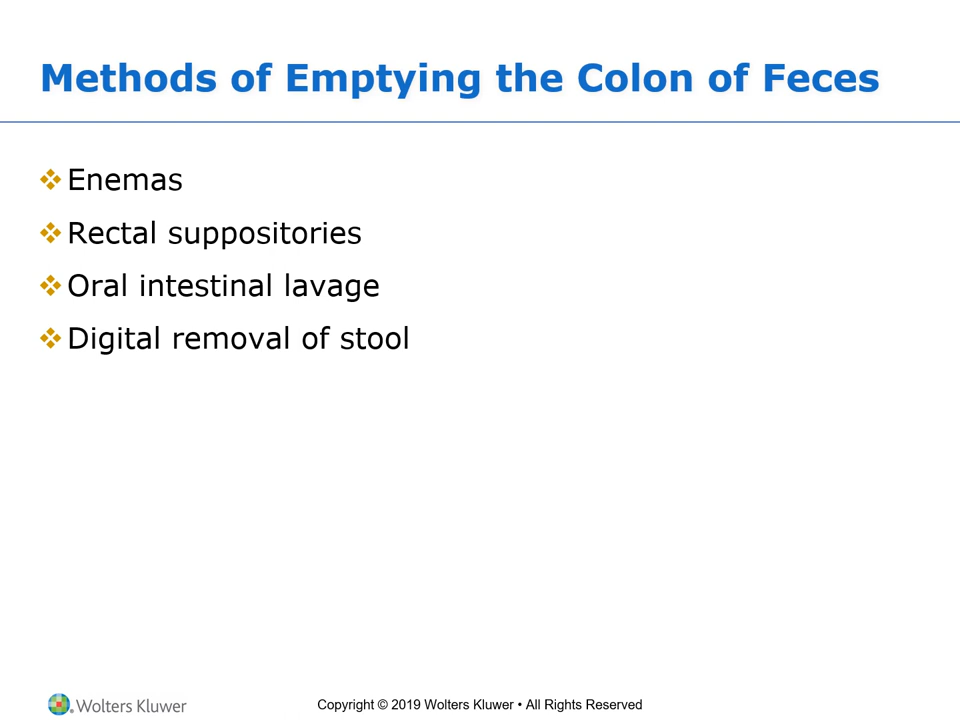 Methods of Emptying the Colon of Feces
Enemas
Rectal suppositories
Oral intestinal lavage
Digital removal of stool
Wolters Kluwer
Copyright © 2019 Wolters Kluwer • All Rights Reserved